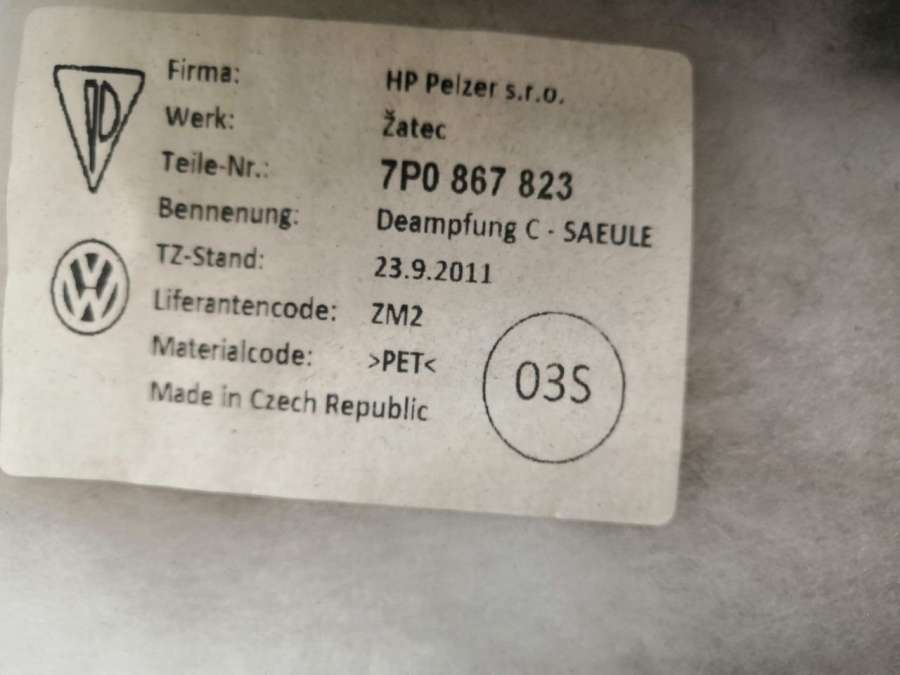 Firma: HP Pelzer s.r.o.
Werk: Žatec
Teile-Nr.: 7P0 867 823
Bennenung: Deampfung C - SAEULE
TZ-Stand: 23.9.2011
Liferantencode: ZM2
Materialcode: >PET<
Made in Czech Republic
03S